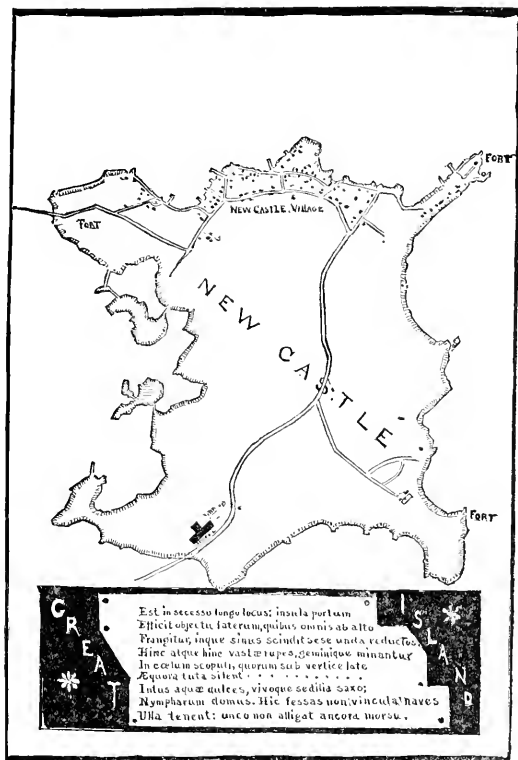 FORT
FORT
NEW CASTLE VILLAGE
NEW CASTLE
FORT
GREAT
ISLAND
Est in secesso longo locus: insula portum
Efficit objectu laterum, quibus omnis ab alto
Frangitur, inque sinus scindit sese unda reductos.
Hinc atque hinc vastæ rupes, geminique minantur
In cœlum scopuli, quorum sub vertice late
Æquora tuta silent · · · · · · · ·
Intus aquæ dulces, vivoque sedilia saxo;
Nympharum domus. Hic fessas non vincula naves
Ulla tenent: unco non alligat ancora morsu.